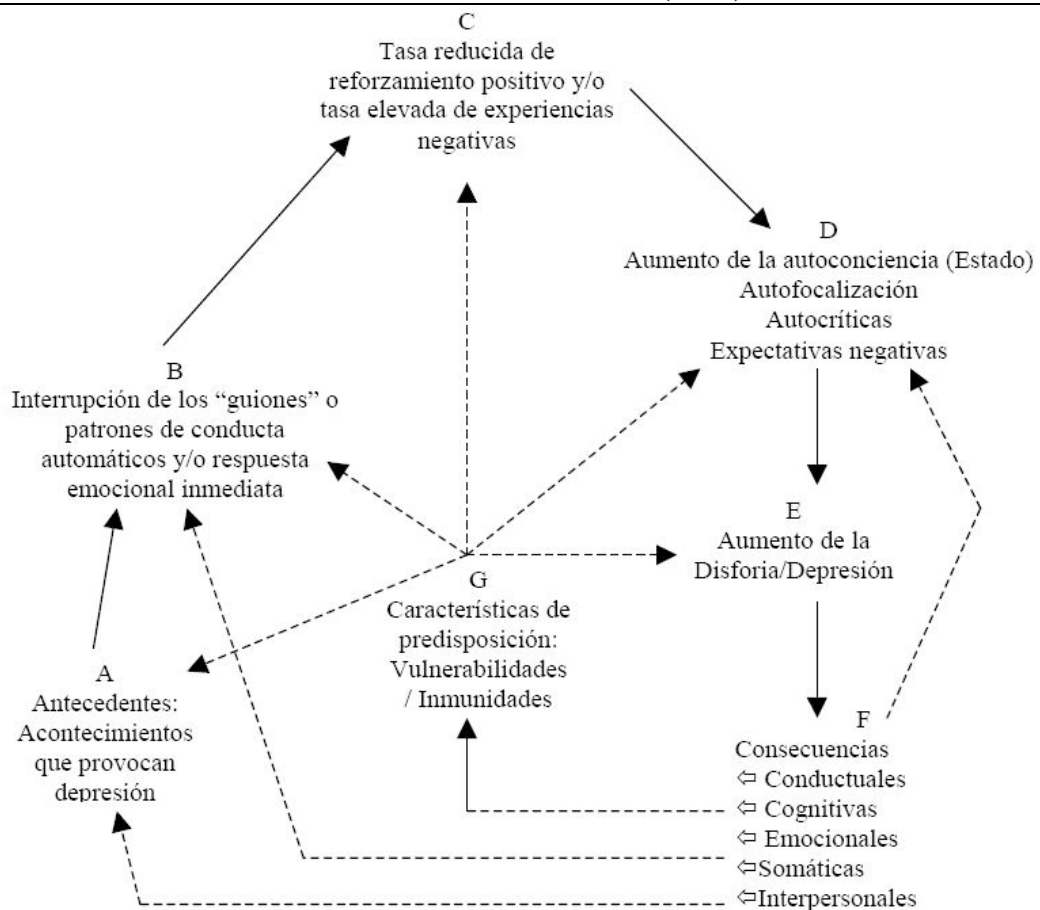 C
Tasa reducida de
reforzamiento positivo y/o
tasa elevada de experiencias
negativas
D
Aumento de la autoconciencia (Estado)
Autofocalización
Autocríticas
Expectativas negativas
B
Interrupción de los “guiones” o
patrones de conducta
automáticos y/o respuesta
emocional inmediata
E
Aumento de la
Disforia/Depresión
G
Características de
predisposición:
Vulnerabilidades
/ Inmunidades
A
Antecedentes:
Acontecimientos
que provocan
depresión
F
Consecuencias
⇦ Conductuales
⇦ Cognitivas
⇦ Emocionales
⇦Somáticas
⇦Interpersonales